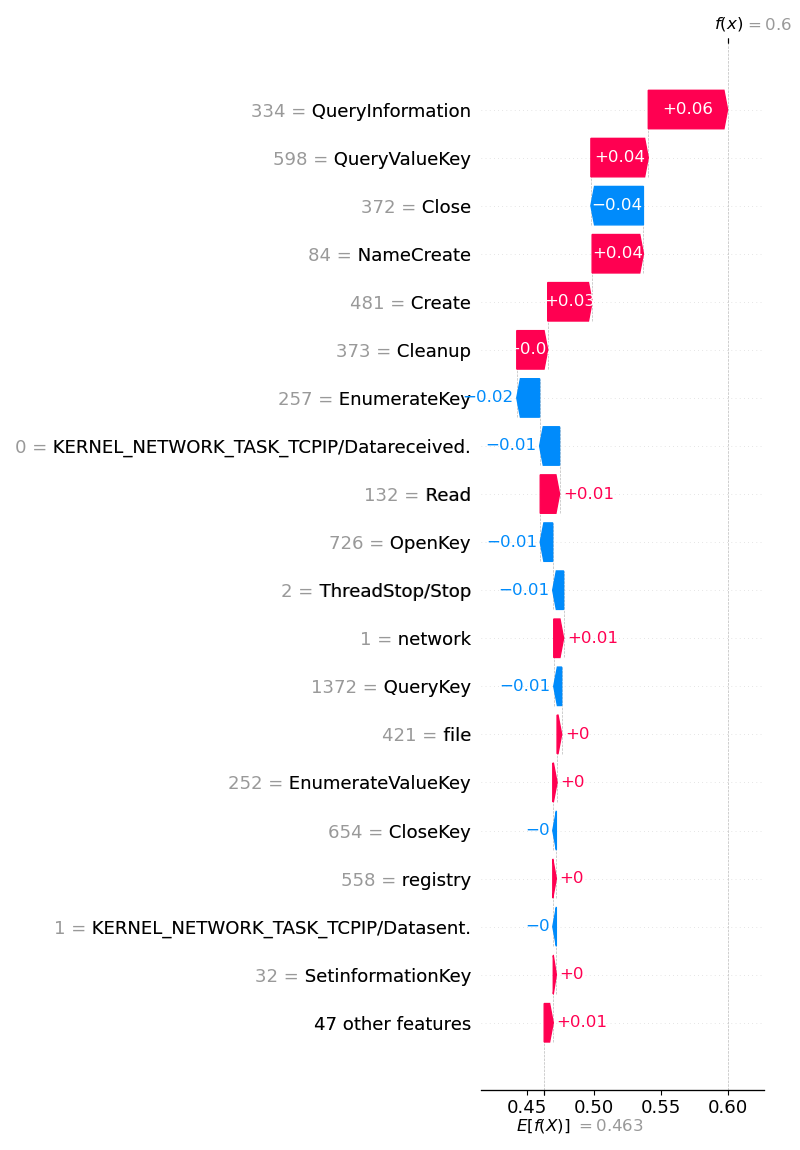 f(x) = 0.6
334 = QueryInformation +0.06
598 = QueryValueKey +0.04
372 = Close −0.04
84 = NameCreate +0.04
481 = Create +0.03
373 = Cleanup
257 = EnumerateKey −0.02
0 = KERNEL_NETWORK_TASK_TCPIP/Datareceived. −0.01
132 = Read +0.01
726 = OpenKey −0.01
2 = ThreadStop/Stop −0.01
1 = network +0.01
1372 = QueryKey −0.01
421 = file +0
252 = EnumerateValueKey +0
654 = CloseKey −0
558 = registry +0
1 = KERNEL_NETWORK_TASK_TCPIP/Datasent. −0
32 = SetinformationKey +0
47 other features +0.01
0.45 0.50 0.55 0.60
E[f(X)] = 0.463